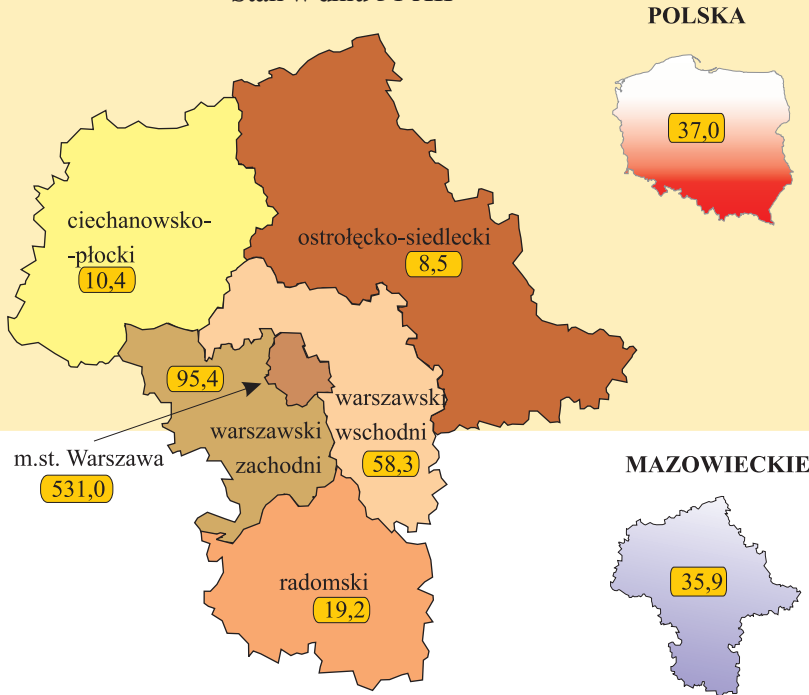 POLSKA
37,0
ciechanowsko-
-płocki
10,4
ostrołęcko-siedlecki
8,5
95,4
warszawski
zachodni
warszawski
wschodni
58,3
m.st. Warszawa
531,0
radomski
19,2
MAZOWIECKIE
35,9